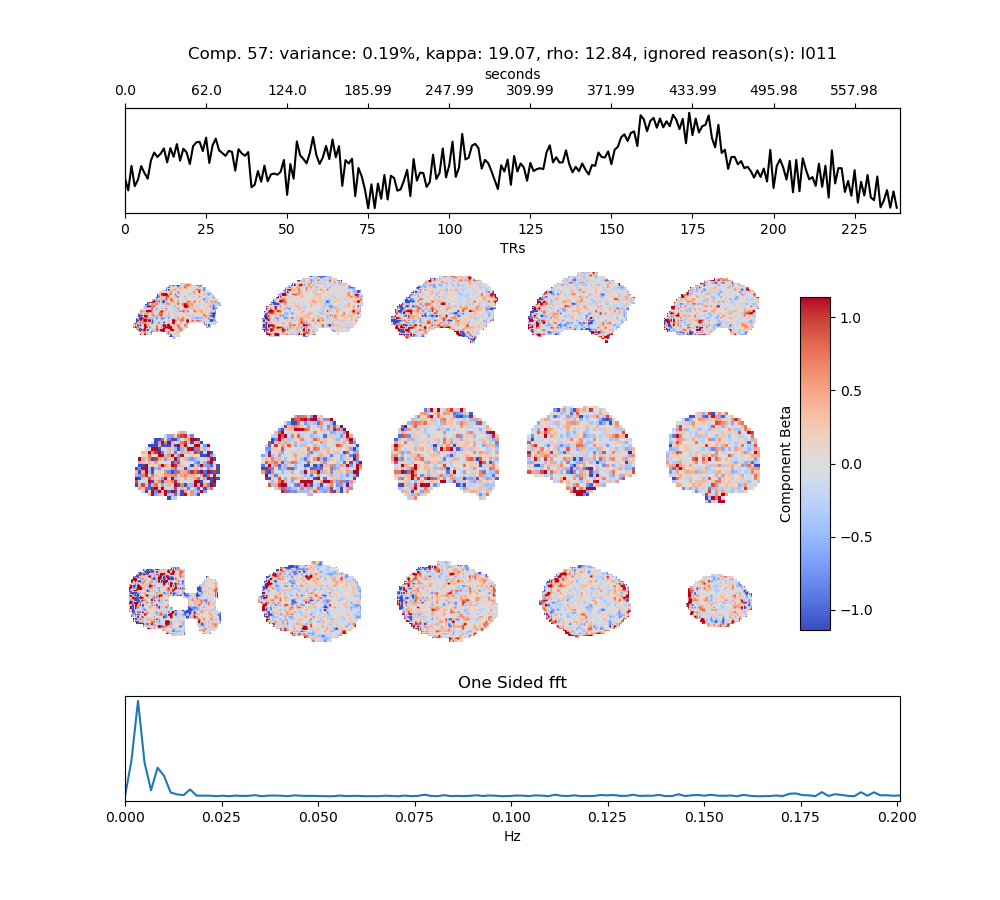 Comp. 57: variance: 0.19%, kappa: 19.07, rho: 12.84, ignored reason(s): I011
seconds
0.0 62.0 124.0 185.99 247.99 309.99 371.99 433.99 495.98 557.98
0 25 50 75 100 125 150 175 200 225
TRs
1.0
0.5
0.0
−0.5
−1.0
Component Beta
One Sided fft
0.000 0.025 0.050 0.075 0.100 0.125 0.150 0.175 0.200
Hz